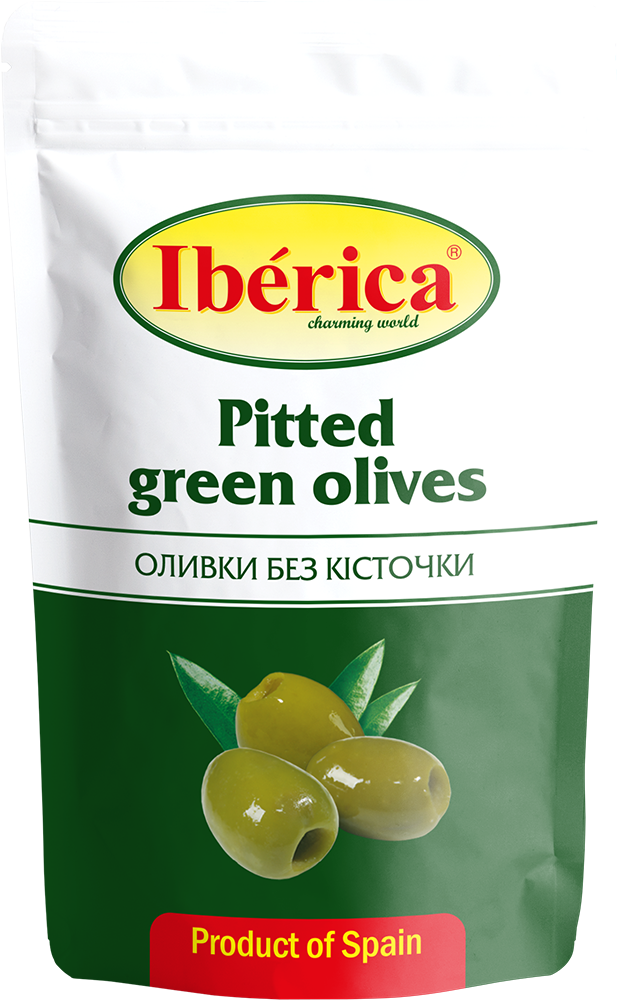 Ibérica®
charming world
Pitted
green olives
ОЛИВКИ БЕЗ КІСТОЧКИ
Product of Spain